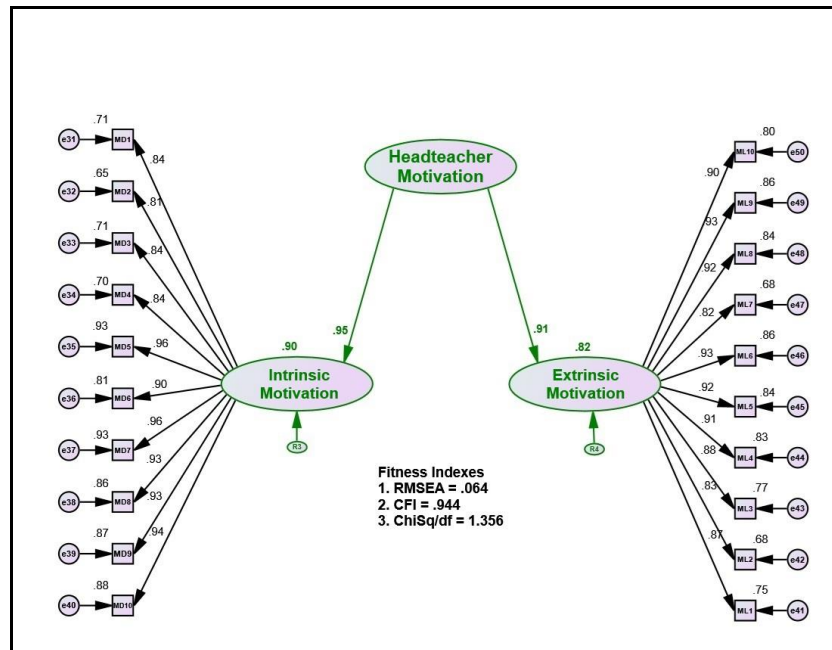 Headteacher
Motivation
.95
.91
.90
Intrinsic
Motivation
R3
.82
Extrinsic
Motivation
R4
e31
.71
MD1
.84
e32
.65
MD2
.81
e33
.71
MD3
.84
e34
.70
MD4
.84
e35
.93
MD5
.96
e36
.81
MD6
.90
e37
.93
MD7
.96
e38
.86
MD8
.93
e39
.87
MD9
.93
e40
.88
MD10
.94
.90
ML10
.80
e50
.93
ML9
.86
e49
.92
ML8
.84
e48
.82
ML7
.68
e47
.93
ML6
.86
e46
.92
ML5
.84
e45
.91
ML4
.83
e44
.88
ML3
.77
e43
.83
ML2
.68
e42
.87
ML1
.75
e41
Fitness Indexes
1. RMSEA = .064
2. CFI = .944
3. ChiSq/df = 1.356